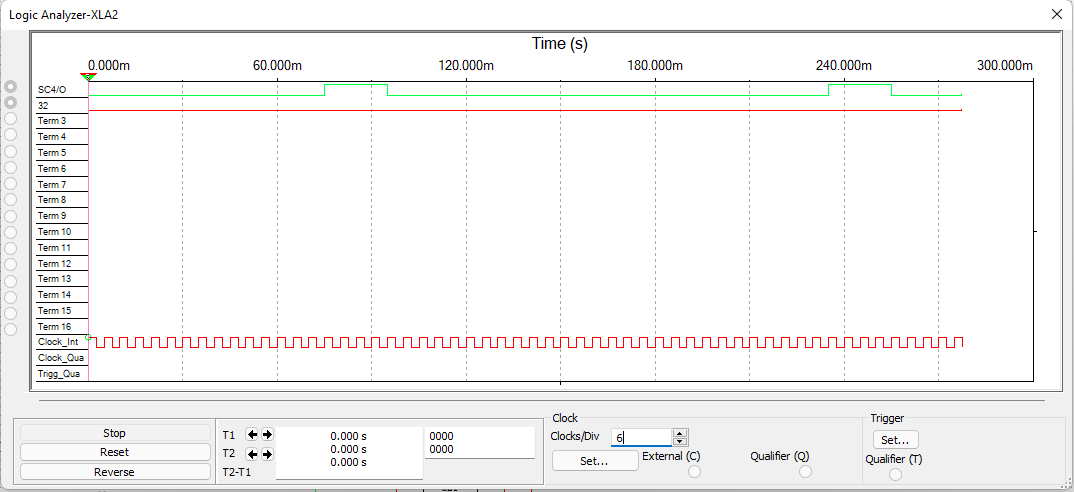 Logic Analyzer-XLA2
Time (s)
0.000m 60.000m 120.000m 180.000m 240.000m 300.000m
SC4/O
32
Term 3
Term 4
Term 5
Term 6
Term 7
Term 8
Term 9
Term 10
Term 11
Term 12
Term 13
Term 14
Term 15
Term 16
Clock_Int
Clock_Qua
Trigg_Qua
Stop
Reset
Reverse
T1 0.000 s 0000
T2 0.000 s 0000
T2-T1 0.000 s
Clock
Clocks/Div 6
Set... External (C) Qualifier (Q)
Trigger
Set...
Qualifier (T)